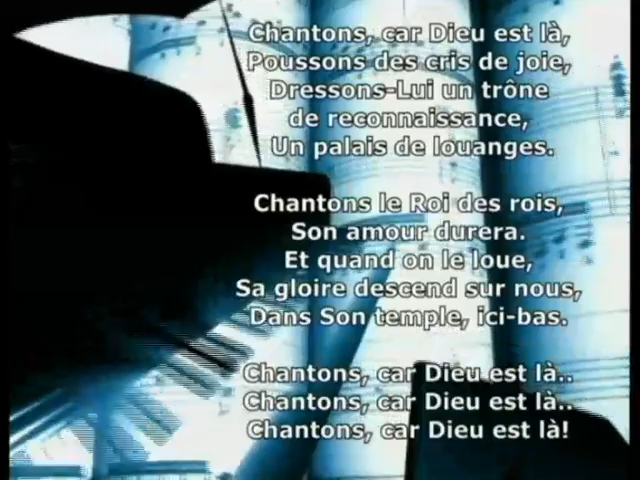 Chantons, car Dieu est là,
Poussons des cris de joie,
Dressons-Lui un trône
de reconnaissance,
Un palais de louanges.
Chantons le Roi des rois,
Son amour durera.
Et quand on le loue,
Sa gloire descend sur nous,
Dans Son temple, ici-bas.
Chantons, car Dieu est là..
Chantons, car Dieu est là..
Chantons, car Dieu est là!